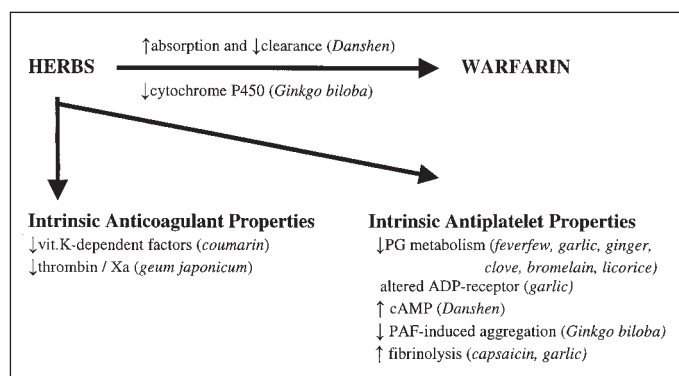 ↑absorption and ↓clearance (Danshen)
HERBS
WARFARIN
↓cytochrome P450 (Ginkgo biloba)
Intrinsic Anticoagulant Properties
↓vit.K-dependent factors (coumarin)
↓thrombin / Xa (geum japonicum)
Intrinsic Antiplatelet Properties
↓PG metabolism (feverfew, garlic, ginger,
clove, bromelain, licorice)
altered ADP-receptor (garlic)
↑ cAMP (Danshen)
↓ PAF-induced aggregation (Ginkgo biloba)
↑ fibrinolysis (capsaicin, garlic)